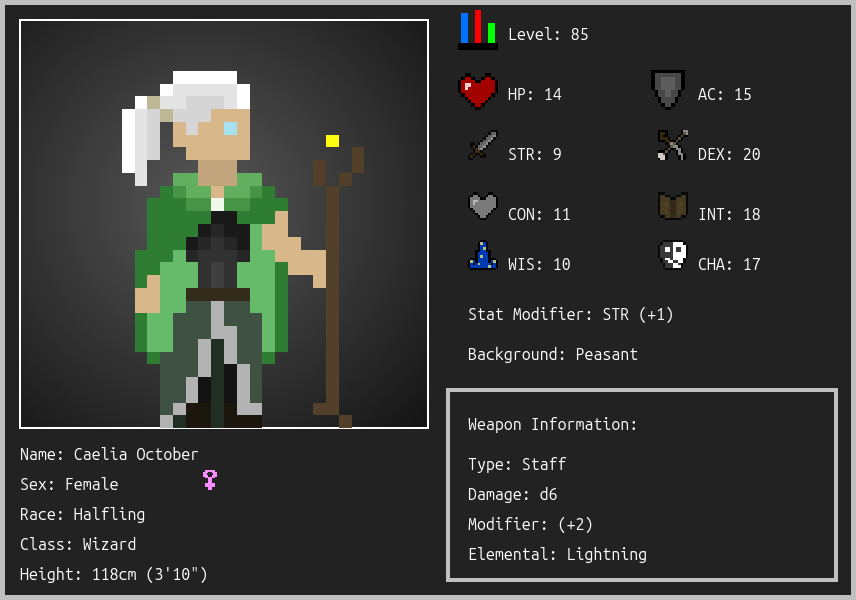 Level: 85
HP: 14
AC: 15
STR: 9
DEX: 20
CON: 11
INT: 18
WIS: 10
CHA: 17
Stat Modifier: STR (+1)
Background: Peasant
Weapon Information:
Type: Staff
Damage: d6
Modifier: (+2)
Elemental: Lightning
Name: Caelia October
Sex: Female
Race: Halfling
Class: Wizard
Height: 118cm (3'10")